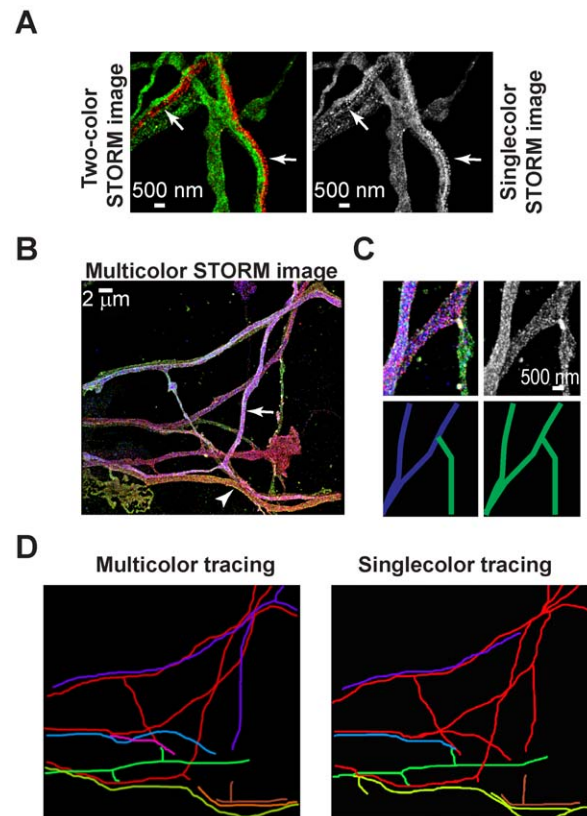 A
Two-color
STORM image
500 nm
500 nm
Singlecolor
STORM image
B
Multicolor STORM image
2 μm
C
500 nm
D
Multicolor tracing
Singlecolor tracing